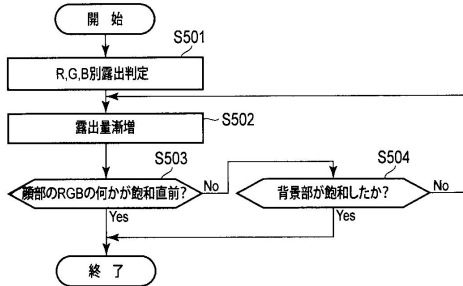 開 始
S501
R,G,B別露出判定
露出量漸増
S502
S503
顔部のRGBの何かが飽和直前?
No
Yes
S504
背景部が飽和したか?
No
Yes
終 了